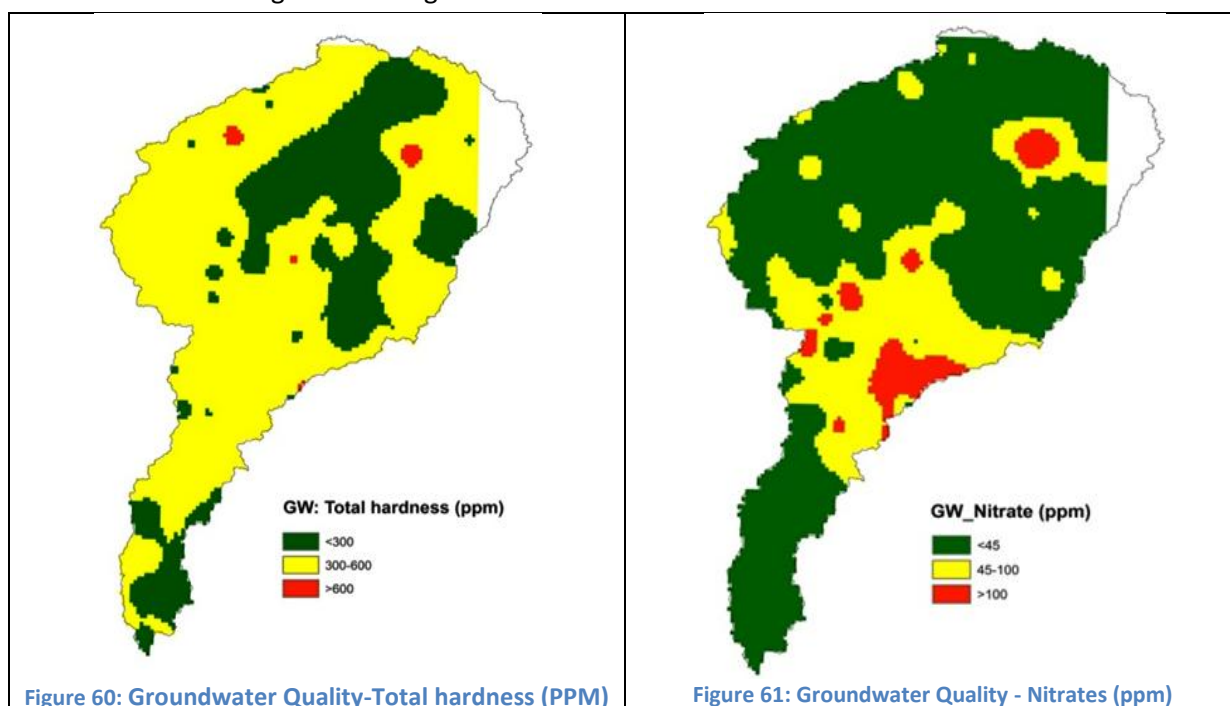 GW: Total hardness (ppm)
<300
300-600
>600
Figure 60: Groundwater Quality-Total hardness (PPM)
GW_Nitrate (ppm)
<45
45-100
>100
Figure 61: Groundwater Quality - Nitrates (ppm)